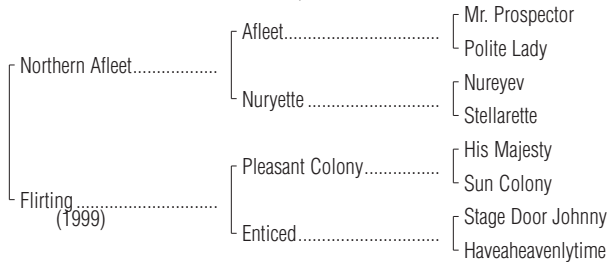 Mr. Prospector
Afleet
Polite Lady
Northern Afleet
Nureyev
Nuryette
Stellarette
His Majesty
Pleasant Colony
Sun Colony
Flirting
(1999)
Stage Door Johnny
Enticed
Haveaheavenlytime